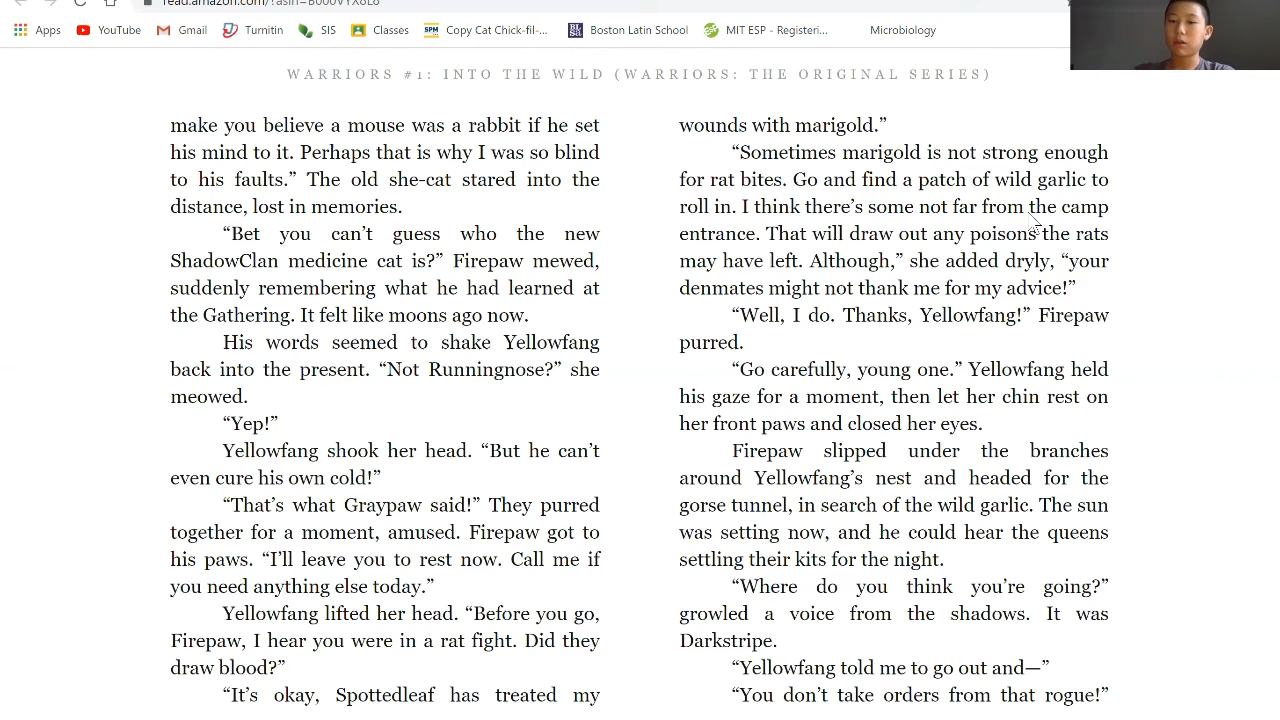 read.amazon.com/?asin=B000VYX8L8
Apps YouTube Gmail Turnitin SIS Classes SPM Copy Cat Chick-fil-... BLS Boston Latin School MIT ESP - Registeri... Microbiology
WARRIORS #1: INTO THE WILD (WARRIORS: THE ORIGINAL SERIES)
make you believe a mouse was a rabbit if he set
his mind to it. Perhaps that is why I was so blind
to his faults.” The old she-cat stared into the
distance, lost in memories.
“Bet you can’t guess who the new
ShadowClan medicine cat is?” Firepaw mewed,
suddenly remembering what he had learned at
the Gathering. It felt like moons ago now.
His words seemed to shake Yellowfang
back into the present. “Not Runningnose?” she
meowed.
“Yep!”
Yellowfang shook her head. “But he can’t
even cure his own cold!”
“That’s what Graypaw said!” They purred
together for a moment, amused. Firepaw got to
his paws. “I’ll leave you to rest now. Call me if
you need anything else today.”
Yellowfang lifted her head. “Before you go,
Firepaw, I hear you were in a rat fight. Did they
draw blood?”
“It’s okay, Spottedleaf has treated my
wounds with marigold.”
“Sometimes marigold is not strong enough
for rat bites. Go and find a patch of wild garlic to
roll in. I think there’s some not far from the camp
entrance. That will draw out any poisons the rats
may have left. Although,” she added dryly, “your
denmates might not thank me for my advice!”
“Well, I do. Thanks, Yellowfang!” Firepaw
purred.
“Go carefully, young one.” Yellowfang held
his gaze for a moment, then let her chin rest on
her front paws and closed her eyes.
Firepaw slipped under the branches
around Yellowfang’s nest and headed for the
gorse tunnel, in search of the wild garlic. The sun
was setting now, and he could hear the queens
settling their kits for the night.
“Where do you think you’re going?”
growled a voice from the shadows. It was
Darkstripe.
“Yellowfang told me to go out and—”
“You don’t take orders from that rogue!”